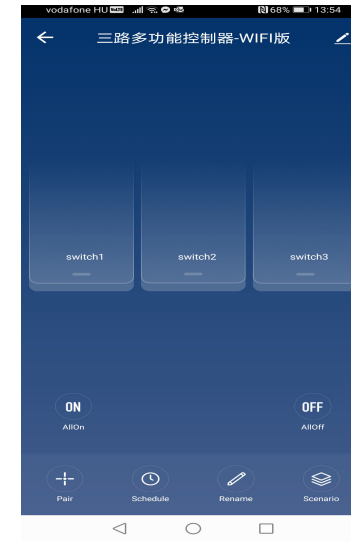 vodafone HU 68% 13:54
三路多功能控制器-WIFI版
switch1 switch2 switch3
ON OFF
AllOn AllOff
Pair Schedule Rename Scenario